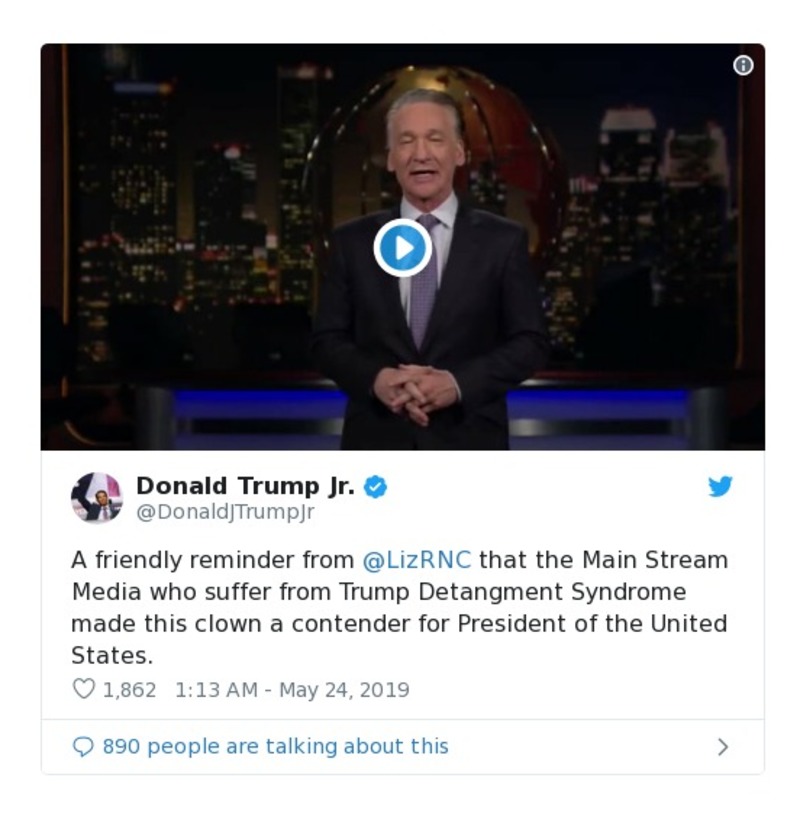 Donald Trump Jr.
@DonaldJTrumpJr
A friendly reminder from @LizRNC that the Main Stream
Media who suffer from Trump Detangment Syndrome
made this clown a contender for President of the United
States.
1,862 1:13 AM - May 24, 2019
890 people are talking about this